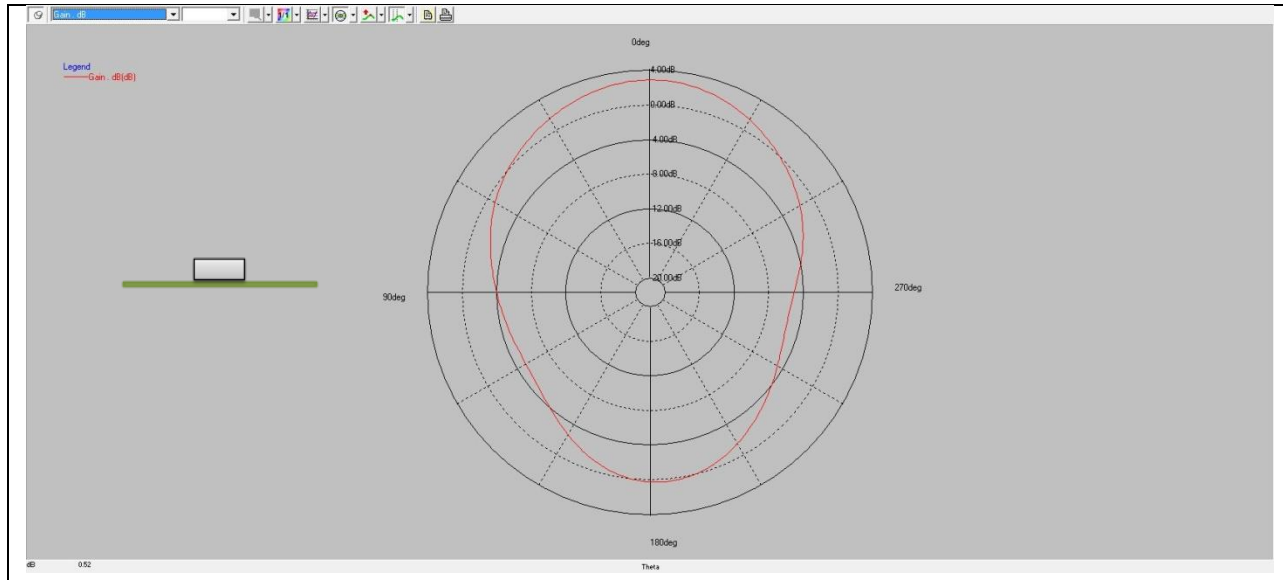 Gain . dB
0deg
Legend
Gain . dB(dB)
4.00dB
0.00dB
-4.00dB
-8.00dB
-12.00dB
-16.00dB
-20.00dB
90deg
270deg
180deg
dB 0.52 Theta